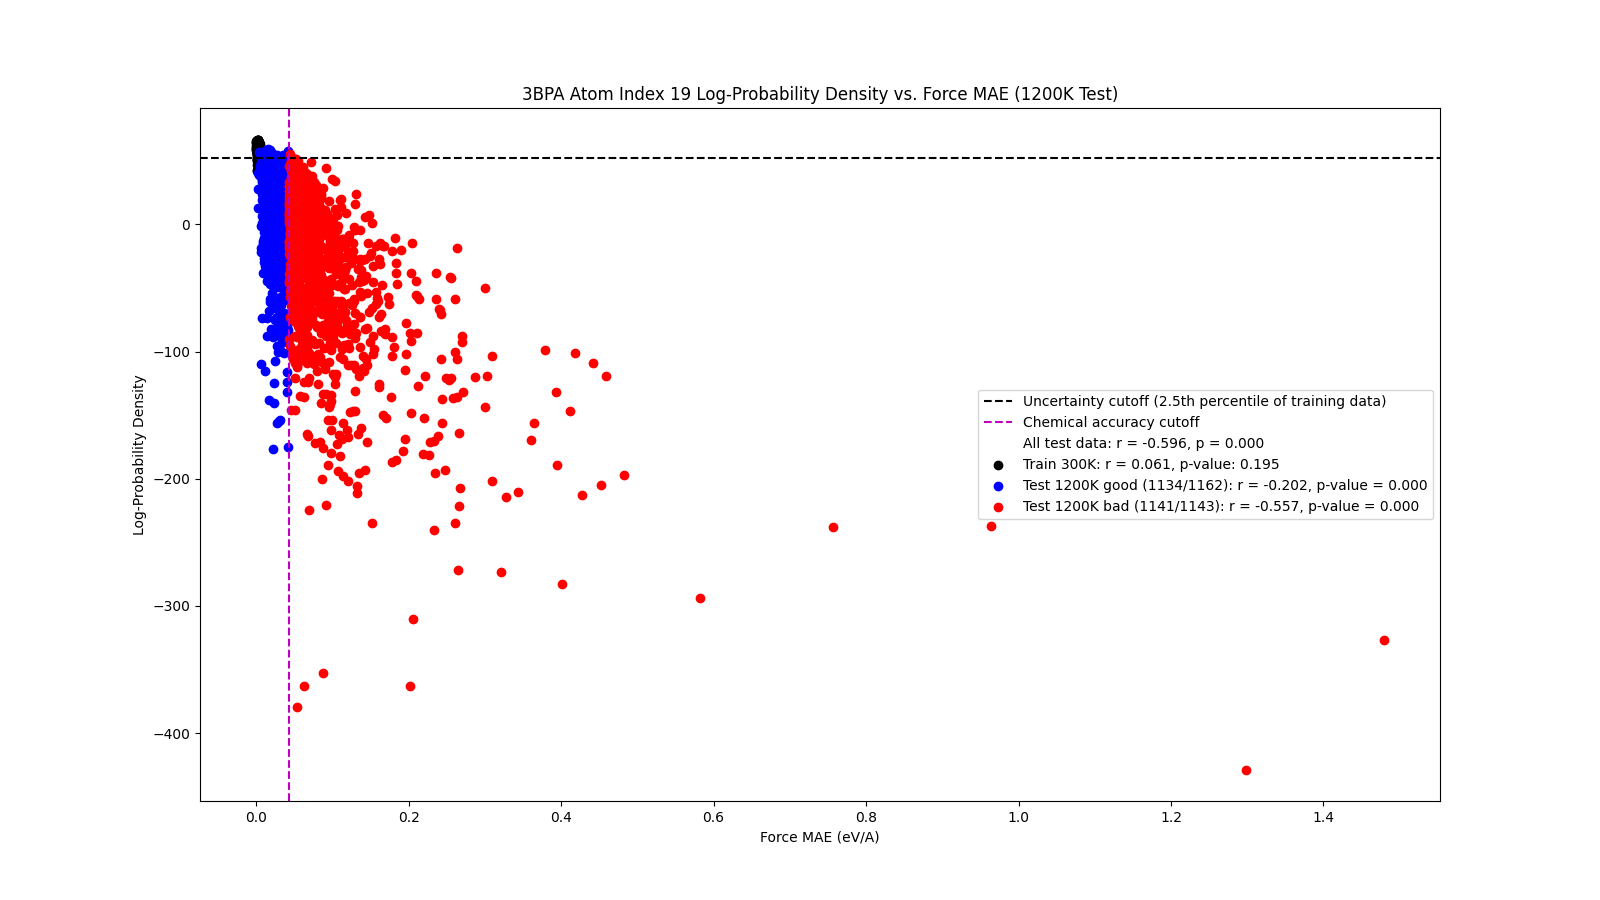 3BPA Atom Index 19 Log-Probability Density vs. Force MAE (1200K Test)
Log-Probability Density
0
−100
−200
−300
−400
Uncertainty cutoff (2.5th percentile of training data)
Chemical accuracy cutoff
All test data: r = -0.596, p = 0.000
Train 300K: r = 0.061, p-value: 0.195
Test 1200K good (1134/1162): r = -0.202, p-value = 0.000
Test 1200K bad (1141/1143): r = -0.557, p-value = 0.000
0.0 0.2 0.4 0.6 0.8 1.0 1.2 1.4
Force MAE (eV/A)